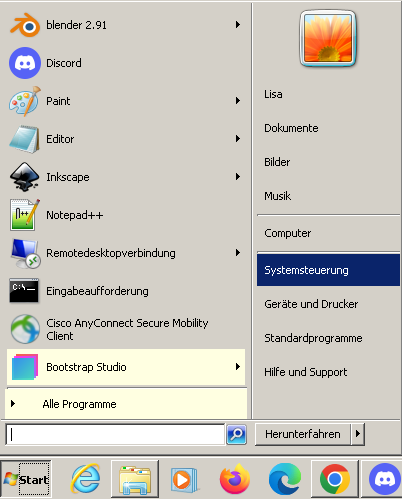 blender 2.91
Discord
Paint
Editor
Inkscape
Notepad++
Remotedesktopverbindung
C:\._
Eingabeaufforderung
Cisco AnyConnect Secure Mobility
Client
Bootstrap Studio
Alle Programme
Lisa
Dokumente
Bilder
Musik
Computer
Systemsteuerung
Geräte und Drucker
Standardprogramme
Hilfe und Support
Herunterfahren
Start